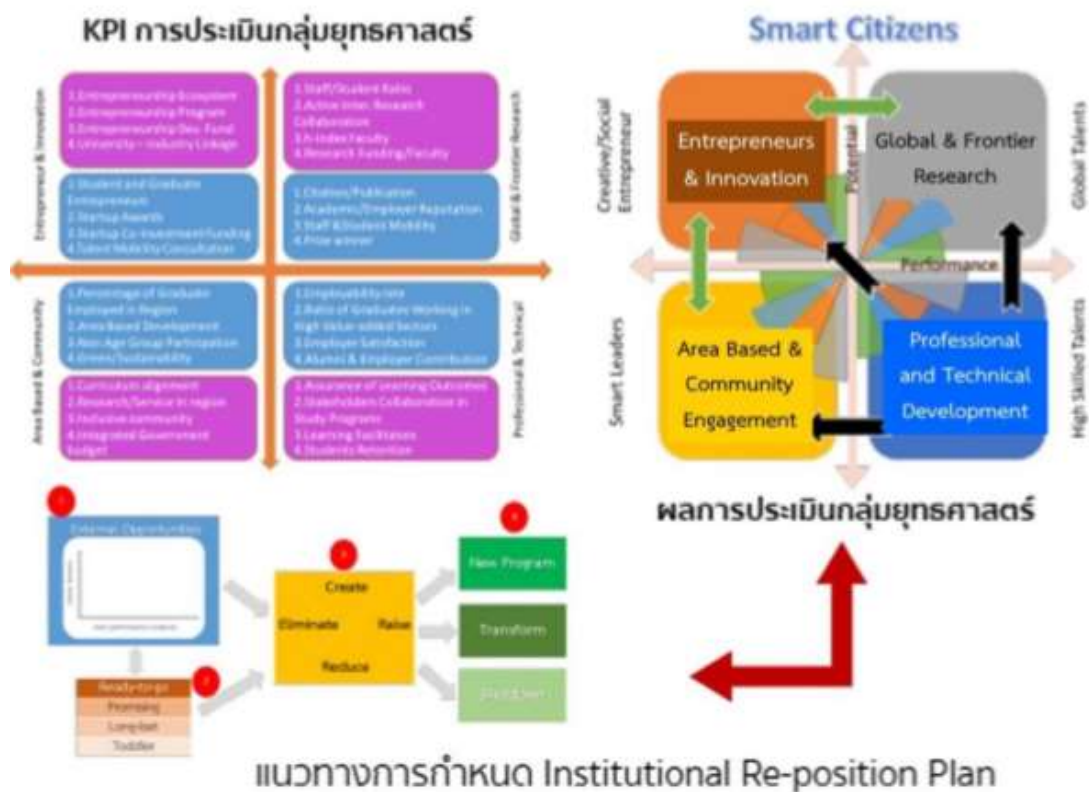 KPI การประเมินกลุ่มยุทธศาสตร์
Entrepreneur & Innovation
1.Entrepreneurship Ecosystem
2.Entrepreneurship Program
3.Entrepreneurship Dev. Fund
4.University – Industry Linkage
1.Student and Graduate
Entrepreneurs
2.Startup Awards
3.Startup Co-Investment Funding
4.Talent Mobility Consultation
1.Staff/Student Ratio
2.Active Inter. Research
Collaboration
3.h-Index Faculty
4.Research Funding/Faculty
1.Citation/Publication
2.Academic/Employer Reputation
3.Staff &Student Mobility
4.Prize winner
Global & Frontier Research
Area Based & Community
1.Percentage of Graduate
Employed in Region
2.Area Based Development
3.Non-Age Group Participation
4.Green/Sustainability
1.Curriculum alignment
2.Research/Service in region
3.Inclusive community
4.Integrated Government
Budget
1.Employability rate
2.Ratio of Graduates Working in
High Value-added Sectors
3.Employer Satisfaction
4.Alumni & Employer Contribution
1.Assurance of Learning Outcomes
2.Stakeholders Collaboration in
Study Programs
3.Learning Facilitates
4.Students Retention
Professional & Technical
Smart Citizens
Creative/Social
Entrepreneur
Entrepreneurs
& Innovation
Potential
Global & Frontier
Research
Global Talents
Performance
Smart Leaders
Area Based &
Community
Engagement
Professional
and Technical
Development
High Skilled Talents
ผลการประเมินกลุ่มยุทธศาสตร์
External Opportunities
Ready-to-go
Promising
Long-last
Toddler
Create
Eliminate
Raise
Reduce
New Program
Transform
แนวทางการกำหนด Institutional Re-position Plan